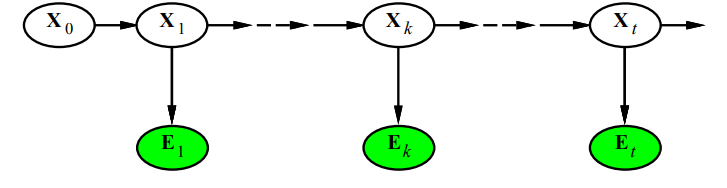 X₀ X₁ Xₖ Xₜ
E₁ Eₖ Eₜ